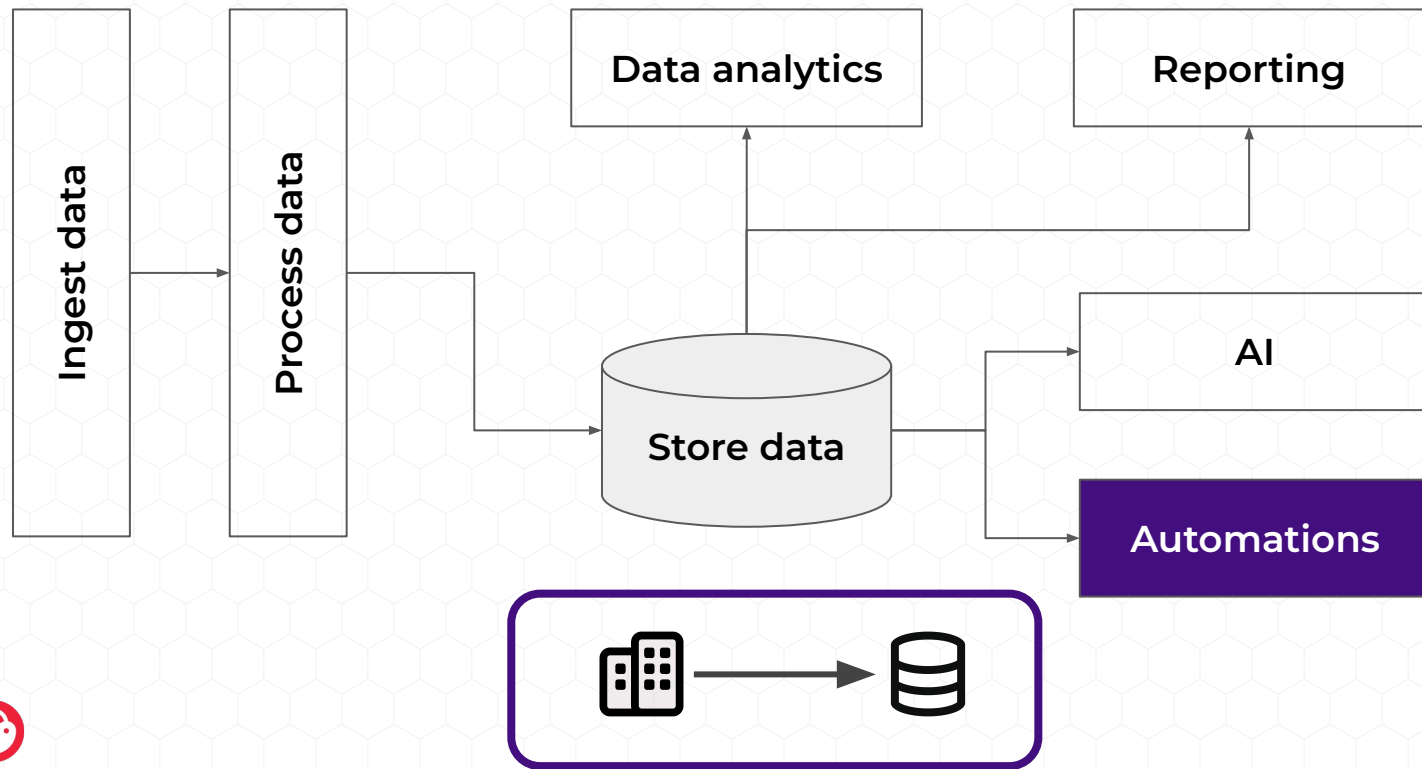 Ingest data
Process data
Data analytics
Reporting
Store data
AI
Automations